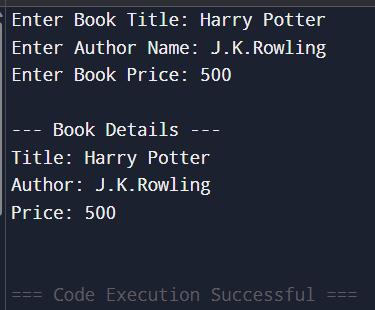 Enter Book Title: Harry Potter
Enter Author Name: J.K.Rowling
Enter Book Price: 500
--- Book Details ---
Title: Harry Potter
Author: J.K.Rowling
Price: 500
=== Code Execution Successful ===